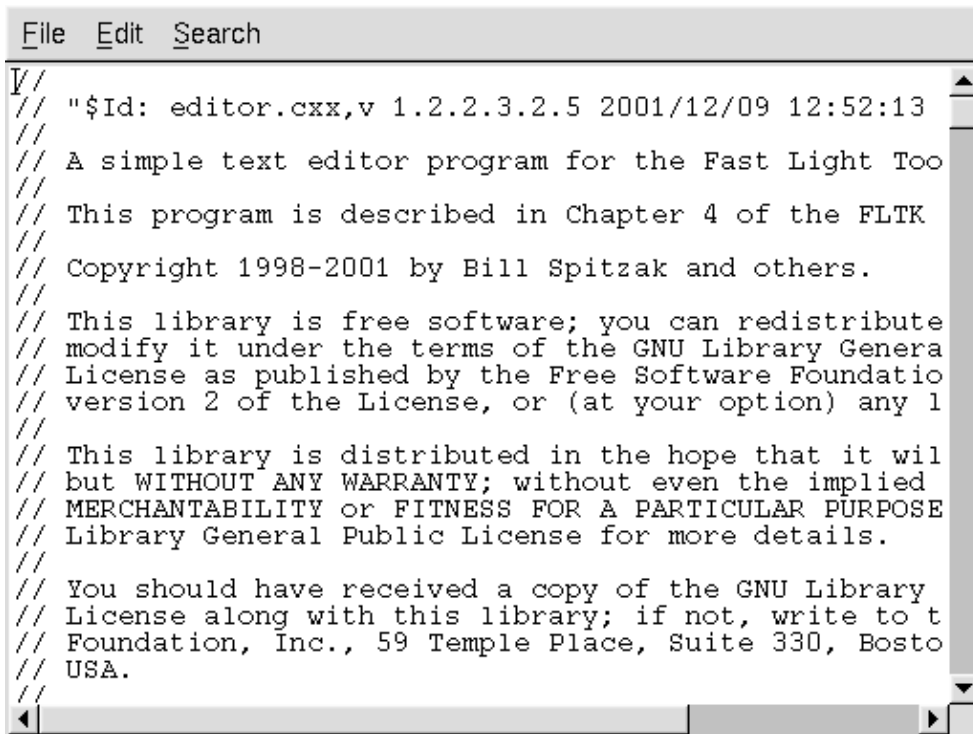 File Edit Search
//
// "$Id: editor.cxx,v 1.2.2.3.2.5 2001/12/09 12:52:13
//
// A simple text editor program for the Fast Light Too
//
// This program is described in Chapter 4 of the FLTK
//
// Copyright 1998-2001 by Bill Spitzak and others.
//
// This library is free software; you can redistribute
// modify it under the terms of the GNU Library Genera
// License as published by the Free Software Foundatio
// version 2 of the License, or (at your option) any l
//
// This library is distributed in the hope that it wil
// but WITHOUT ANY WARRANTY; without even the implied
// MERCHANTABILITY or FITNESS FOR A PARTICULAR PURPOSE
// Library General Public License for more details.
//
// You should have received a copy of the GNU Library
// License along with this library; if not, write to t
// Foundation, Inc., 59 Temple Place, Suite 330, Bosto
// USA.
//